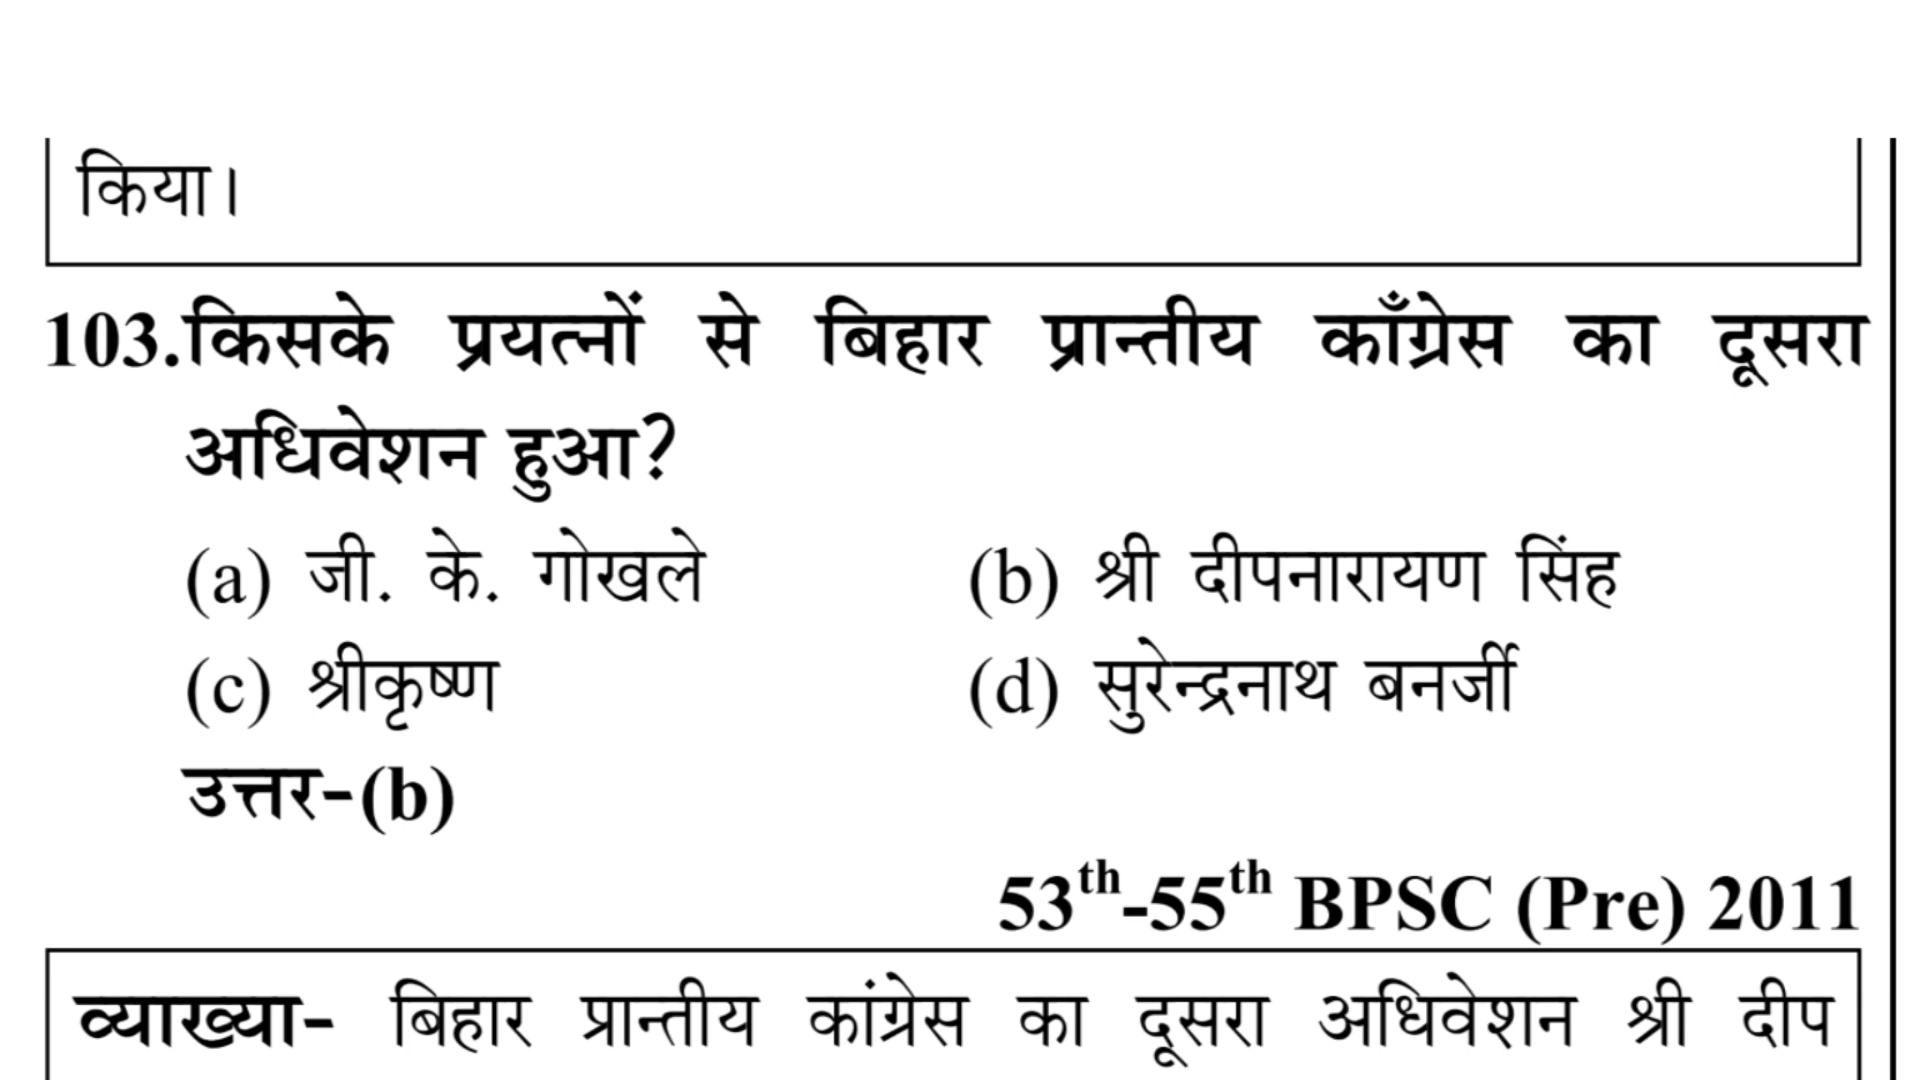 किया।
103.किसके प्रयत्नों से बिहार प्रान्तीय काँग्रेस का दूसरा
अधिवेशन हुआ?
(a) जी. के. गोखले (b) श्री दीपनारायण सिंह
(c) श्रीकृष्ण (d) सुरेन्द्रनाथ बनर्जी
उत्तर-(b)
53th-55th BPSC (Pre) 2011
व्याख्या- बिहार प्रान्तीय कांग्रेस का दूसरा अधिवेशन श्री दीप